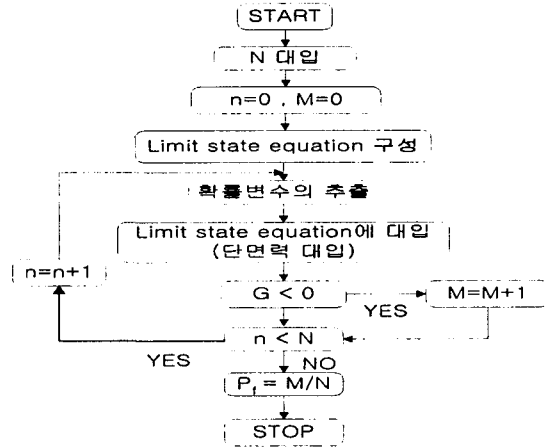 START
N 대입
n=0 , M=0
Limit state equation 구성
확률변수의 추출
Limit state equation에 대입
(단면력 대입)
n=n+1
G < 0
YES
M=M+1
n < N
YES
NO
P_f = M/N
STOP